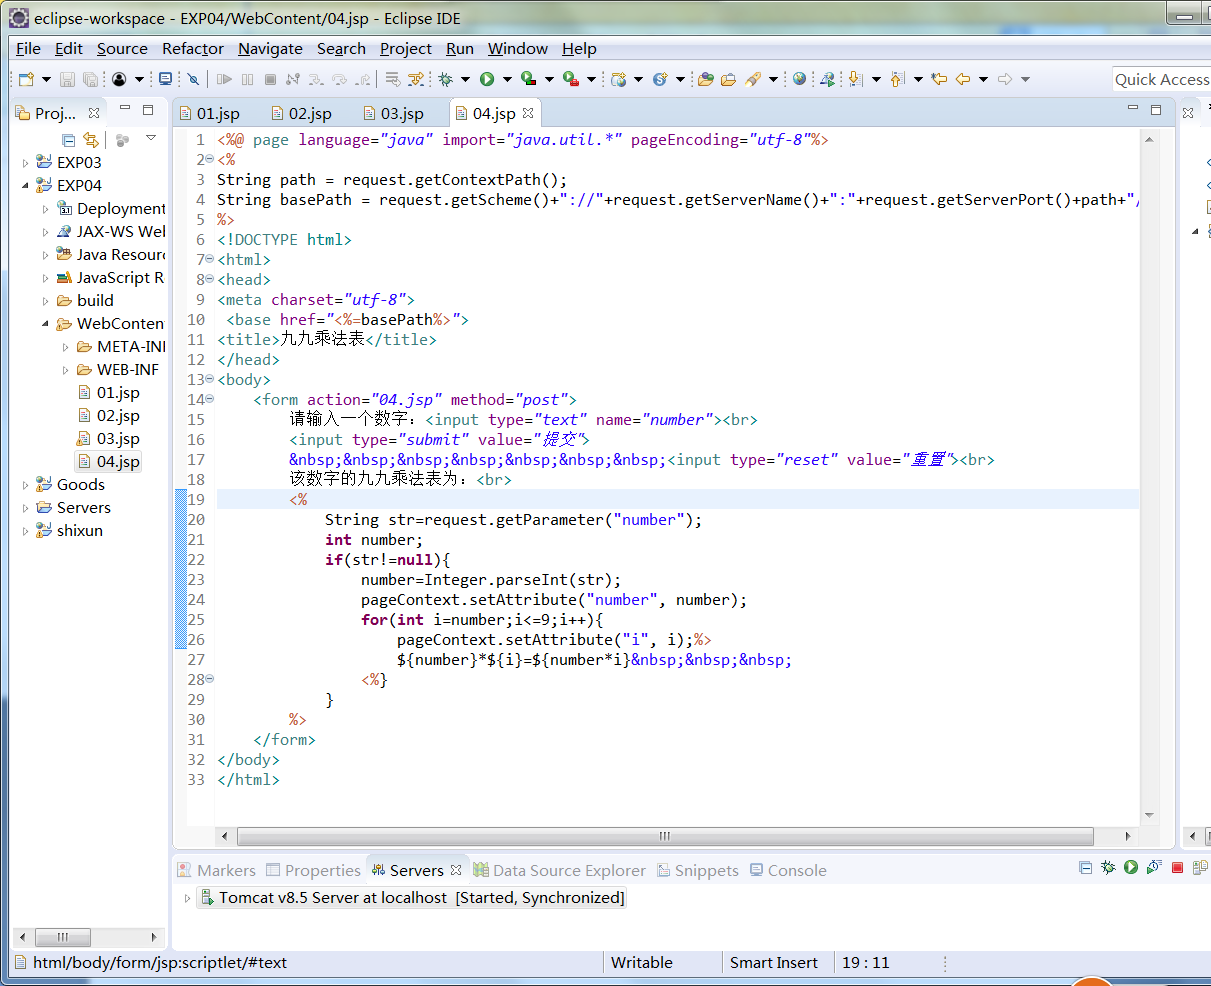 eclipse-workspace - EXP04/WebContent/04.jsp - Eclipse IDE
File Edit Source Refactor Navigate Search Project Run Window Help
Quick Access
Proj...
EXP03
EXP04
Deployment
JAX-WS Wel
Java Resourc
JavaScript R
build
WebConten
META-INI
WEB-INF
01.jsp
02.jsp
03.jsp
04.jsp
Goods
Servers
shixun
01.jsp 02.jsp 03.jsp 04.jsp
1 <%@ page language="java" import="java.util.*" pageEncoding="utf-8"%>
2 <%
3 String path = request.getContextPath();
4 String basePath = request.getScheme()+"://"+request.getServerName()+":"+request.getServerPort()+path+"/
5 %>
6 <!DOCTYPE html>
7 <html>
8 <head>
9 <meta charset="utf-8">
10 <base href="<%=basePath%>">
11 <title>九九乘法表</title>
12 </head>
13 <body>
14 <form action="04.jsp" method="post">
15 请输入一个数字：<input type="text" name="number"><br>
16 <input type="submit" value="提交">
17 &nbsp;&nbsp;&nbsp;&nbsp;&nbsp;&nbsp;&nbsp;<input type="reset" value="重置"><br>
18 该数字的九九乘法表为：<br>
19 <%
20 String str=request.getParameter("number");
21 int number;
22 if(str!=null){
23 number=Integer.parseInt(str);
24 pageContext.setAttribute("number", number);
25 for(int i=number;i<=9;i++){
26 pageContext.setAttribute("i", i);%>
27 ${number}*${i}=${number*i}&nbsp;&nbsp;&nbsp;
28 <%}
29 }
30 %>
31 </form>
32 </body>
33 </html>
Markers Properties Servers Data Source Explorer Snippets Console
Tomcat v8.5 Server at localhost [Started, Synchronized]
html/body/form/jsp:scriptlet/#text Writable Smart Insert 19 : 11